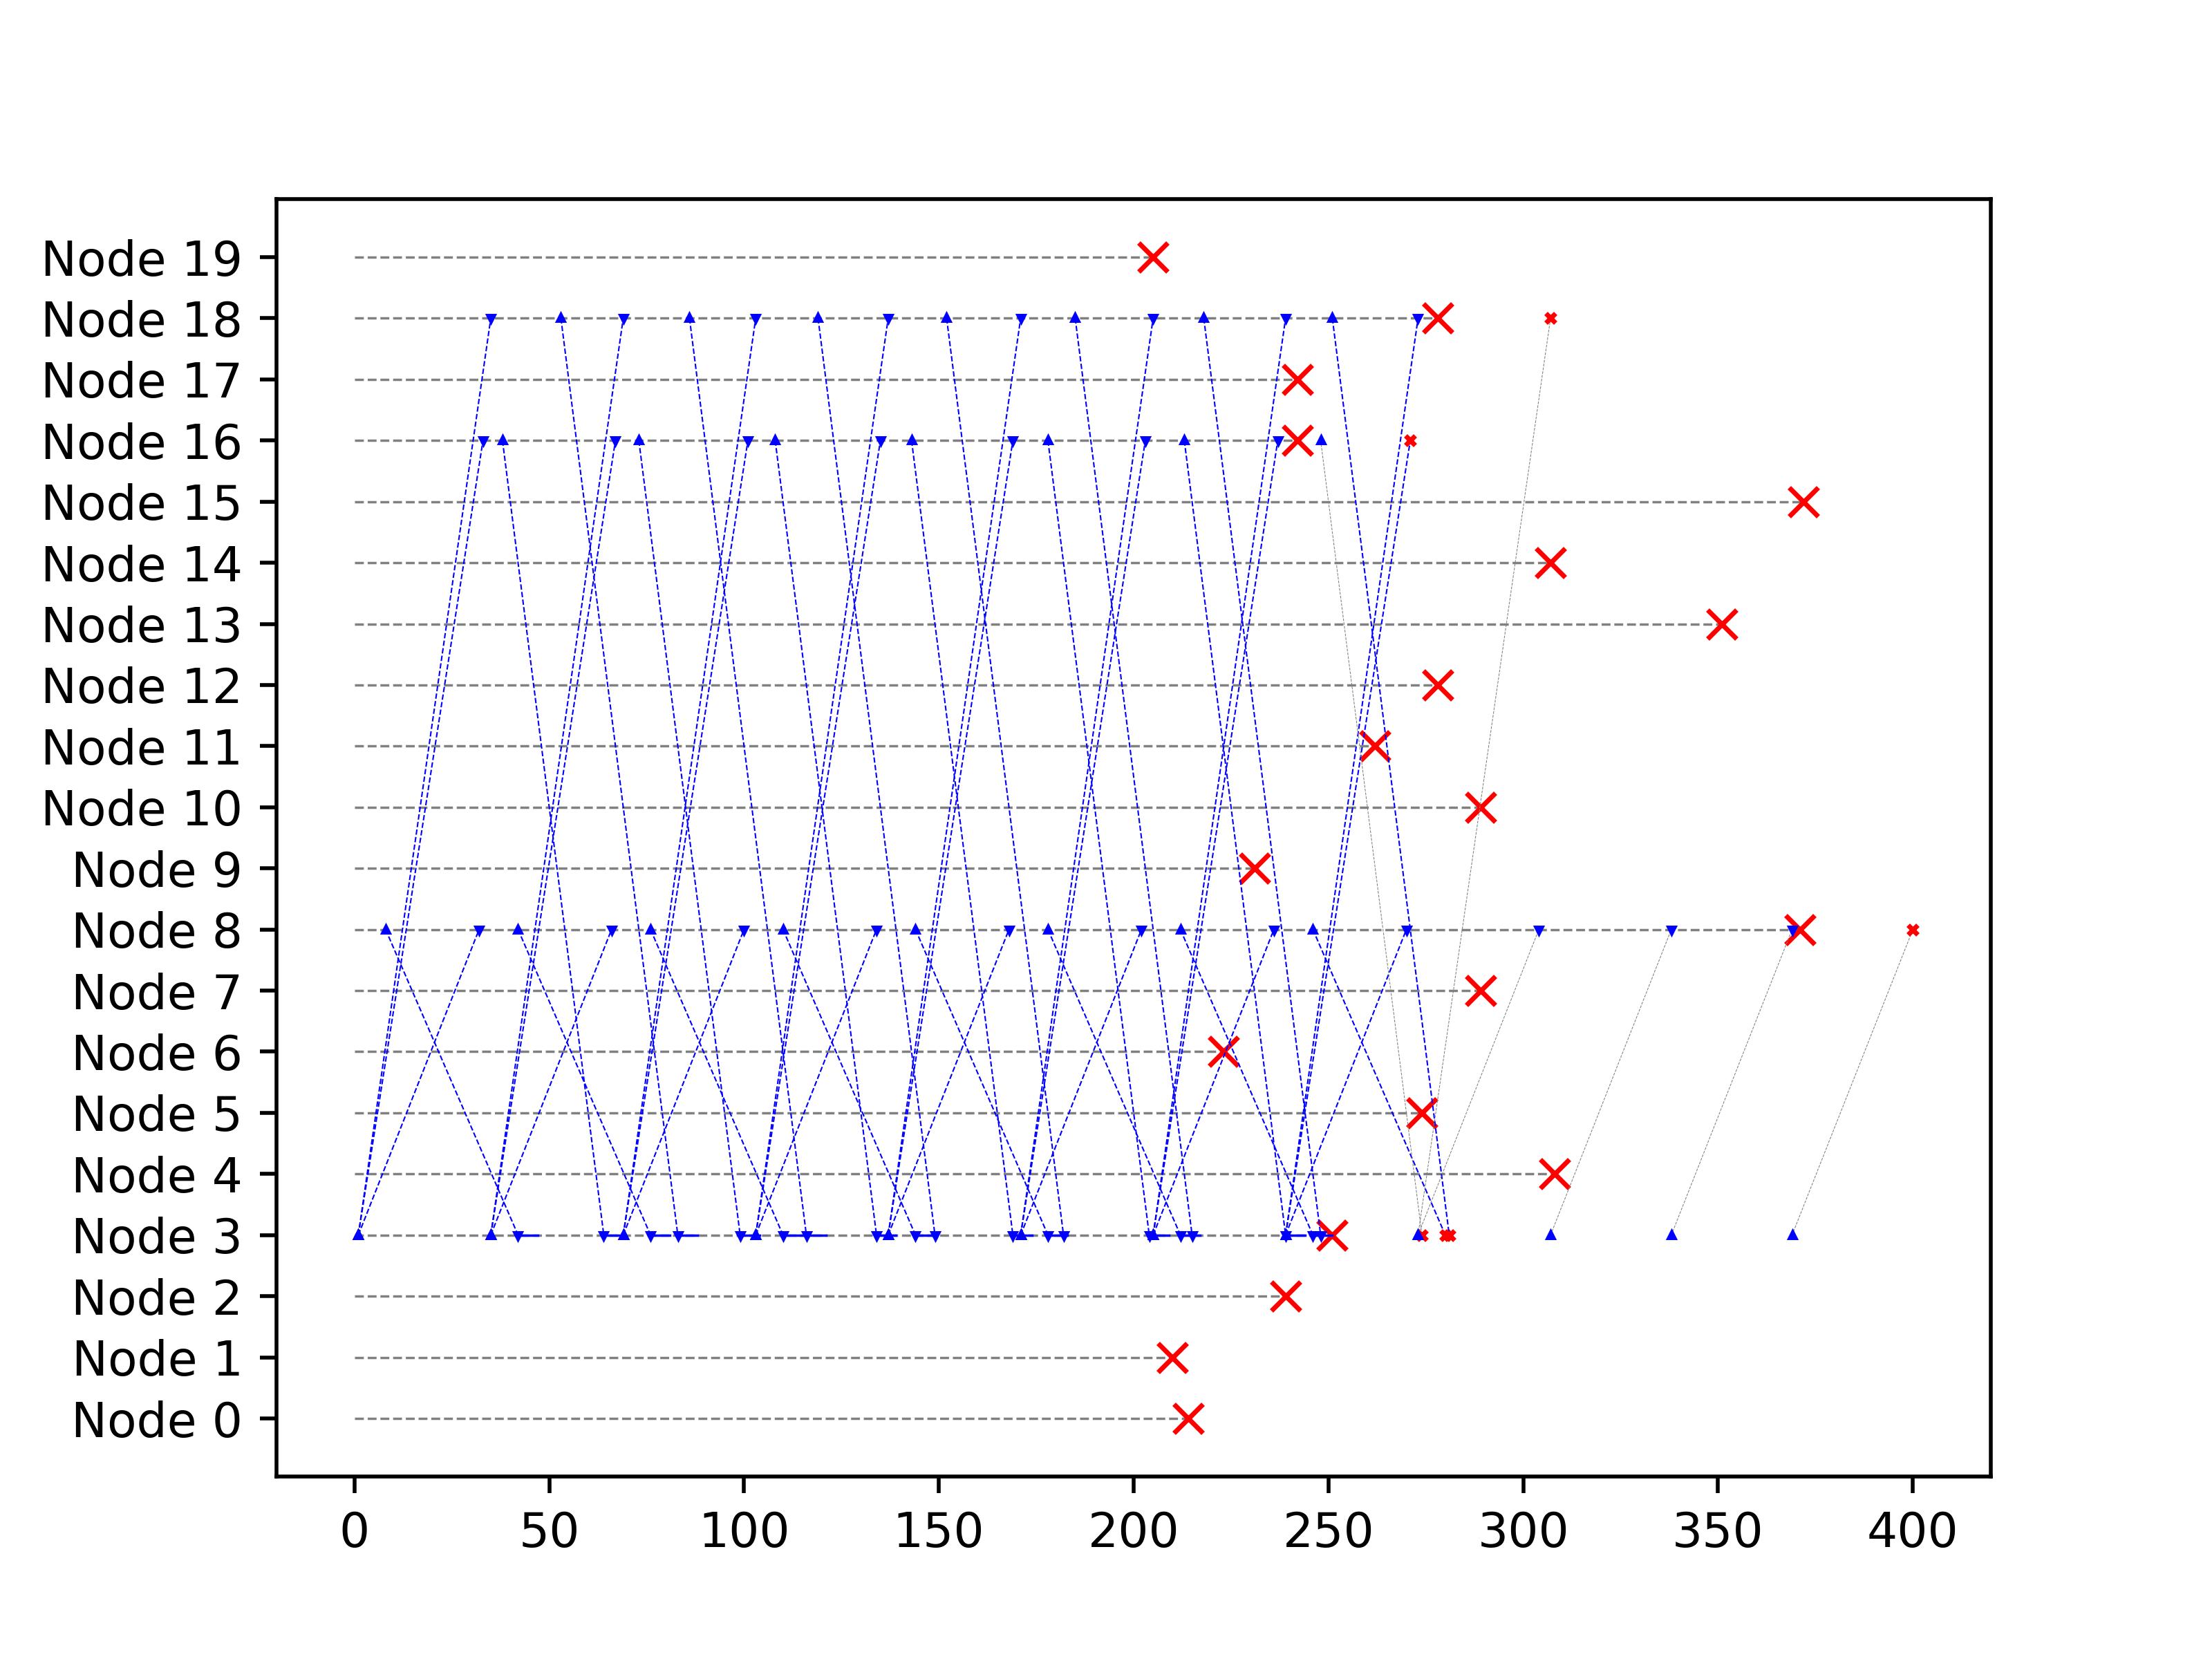 Node 19
Node 18
Node 17
Node 16
Node 15
Node 14
Node 13
Node 12
Node 11
Node 10
Node 9
Node 8
Node 7
Node 6
Node 5
Node 4
Node 3
Node 2
Node 1
Node 0
0 50 100 150 200 250 300 350 400